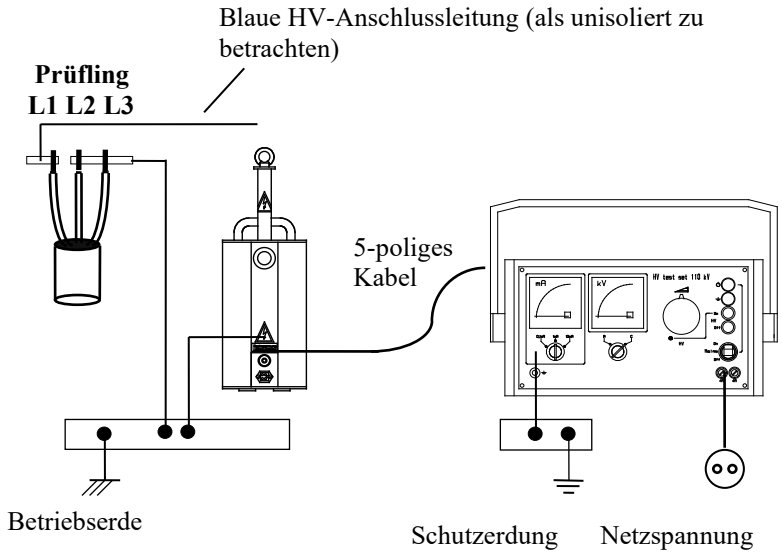 Blaue HV-Anschlussleitung (als unisoliert zu
betrachten)
Prüfling
L1 L2 L3
5-poliges
Kabel
mA
kV
HV test set 110 kV
HV
Betriebserde
Schutzerdung
Netzspannung